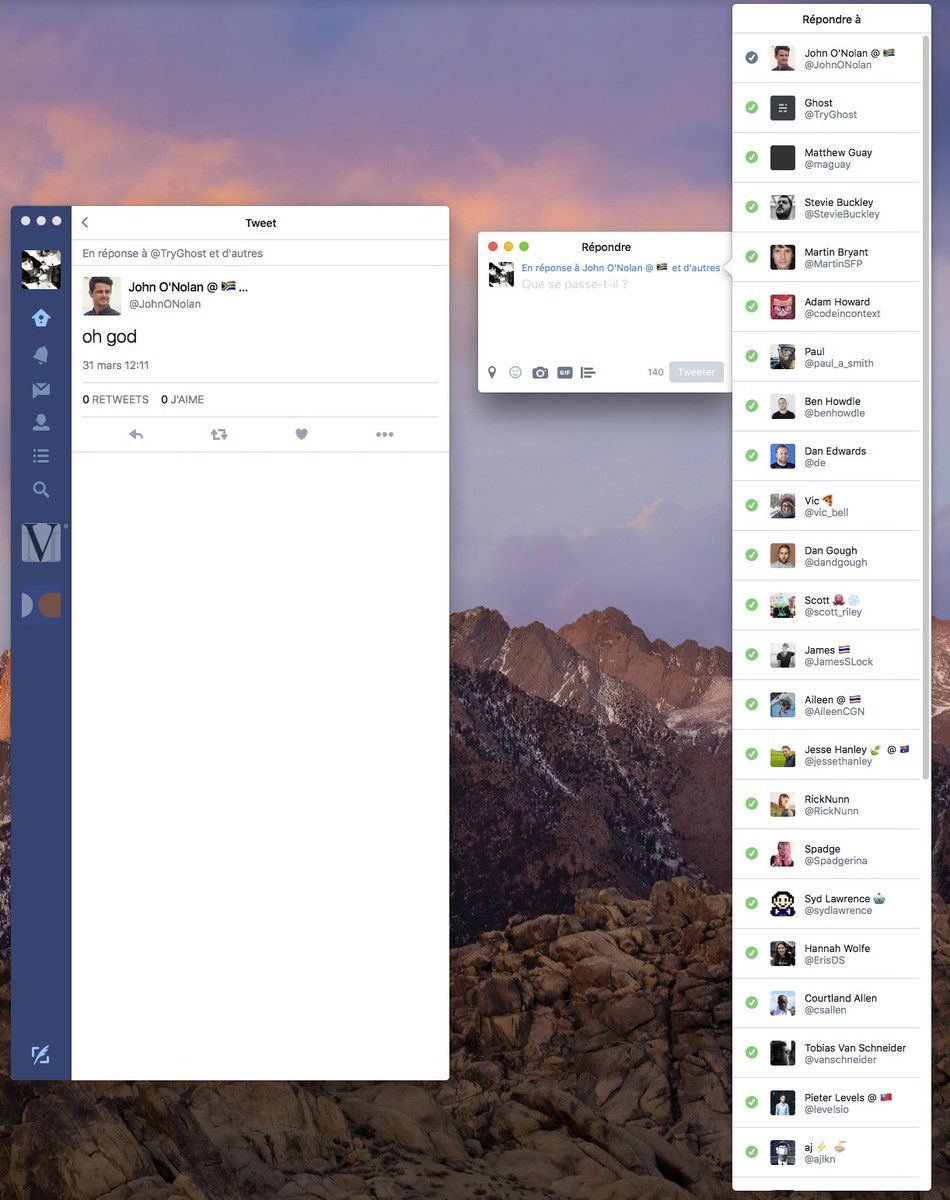 Tweet
En réponse à @TryGhost et d'autres
John O'Nolan @ 🇿🇦 ...
@JohnONolan
oh god
31 mars 12:11
0 RETWEETS 0 J'AIME
V
Répondre
En réponse à John O'Nolan @ 🇿🇦 et d'autres
Que se passe-t-il ?
GIF
140 Tweeter
Répondre à
John O'Nolan @ 🇿🇦
@JohnONolan
Ghost
@TryGhost
Matthew Guay
@maguay
Stevie Buckley
@StevieBuckley
Martin Bryant
@MartinSFP
Adam Howard
@codeincontext
Paul
@paul_a_smith
Ben Howdle
@benhowdle
Dan Edwards
@de
Vic 🍕
@vic_bell
Dan Gough
@dandgough
Scott 🐙 ❄️
@scott_riley
James 🇹🇭
@JamesSLock
Aileen @ 🇹🇭
@AileenCGN
Jesse Hanley 🍃 @ 🇦🇺
@jessethanley
RickNunn
@RickNunn
Spadge
@Spadgerina
Syd Lawrence 🤖
@sydlawrence
Hannah Wolfe
@ErisDS
Courtland Allen
@csallen
Tobias Van Schneider
@vanschneider
Pieter Levels @ 🇹🇼
@levelsio
aj ⚡ 🍜
@ajlkn